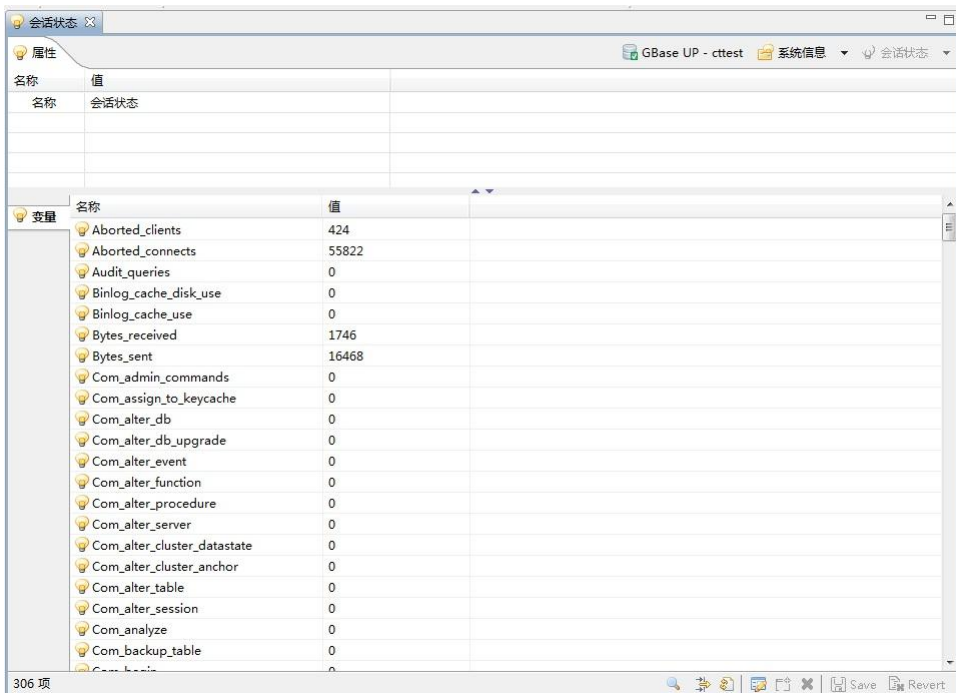 会话状态
属性 GBase UP - cttest 系统信息 会话状态
名称 值
名称 会话状态
变量 名称 值
Aborted_clients 424
Aborted_connects 55822
Audit_queries 0
Binlog_cache_disk_use 0
Binlog_cache_use 0
Bytes_received 1746
Bytes_sent 16468
Com_admin_commands 0
Com_assign_to_keycache 0
Com_alter_db 0
Com_alter_db_upgrade 0
Com_alter_event 0
Com_alter_function 0
Com_alter_procedure 0
Com_alter_server 0
Com_alter_cluster_datastate 0
Com_alter_cluster_anchor 0
Com_alter_table 0
Com_alter_session 0
Com_analyze 0
Com_backup_table 0
306 项 Save Revert